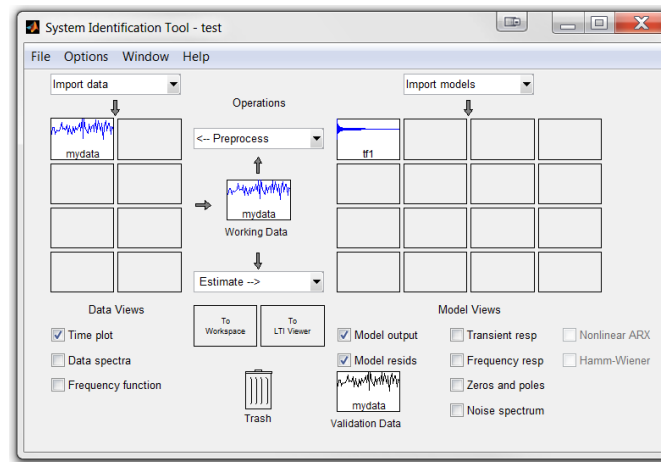 System Identification Tool - test
File Options Window Help
Import data
Import models
Operations
mydata
<-- Preprocess
tf1
mydata
Working Data
Estimate -->
Data Views
Model Views
To
Workspace
To
LTI Viewer
Time plot
Data spectra
Frequency function
Model output
Model resids
Transient resp
Frequency resp
Zeros and poles
Noise spectrum
Nonlinear ARX
Hamm-Wiener
Trash
mydata
Validation Data